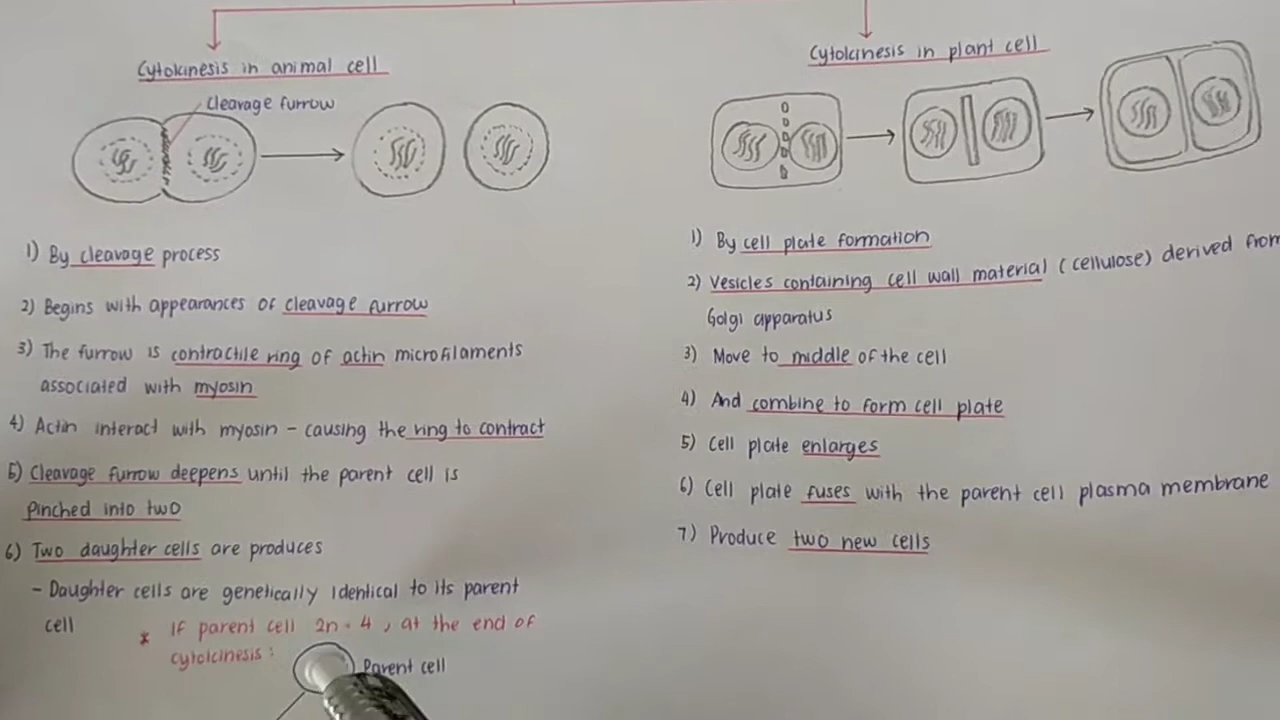 Cytokinesis in animal cell
Cleavage furrow
1) By cleavage process
2) Begins with appearances of cleavage furrow
3) The furrow is contractile ring of actin microfilaments
associated with myosin
4) Actin interact with myosin - causing the ring to contract
5) Cleavage furrow deepens until the parent cell is
pinched into two
6) Two daughter cells are produces
- Daughter cells are genetically identical to its parent
cell
* If parent cell 2n = 4, at the end of
cytokinesis:
Parent cell
Cytokinesis in plant cell
1) By cell plate formation
2) Vesicles containing cell wall material (cellulose) derived from
Golgi apparatus
3) Move to middle of the cell
4) And combine to form cell plate
5) Cell plate enlarges
6) Cell plate fuses with the parent cell plasma membrane
7) Produce two new cells